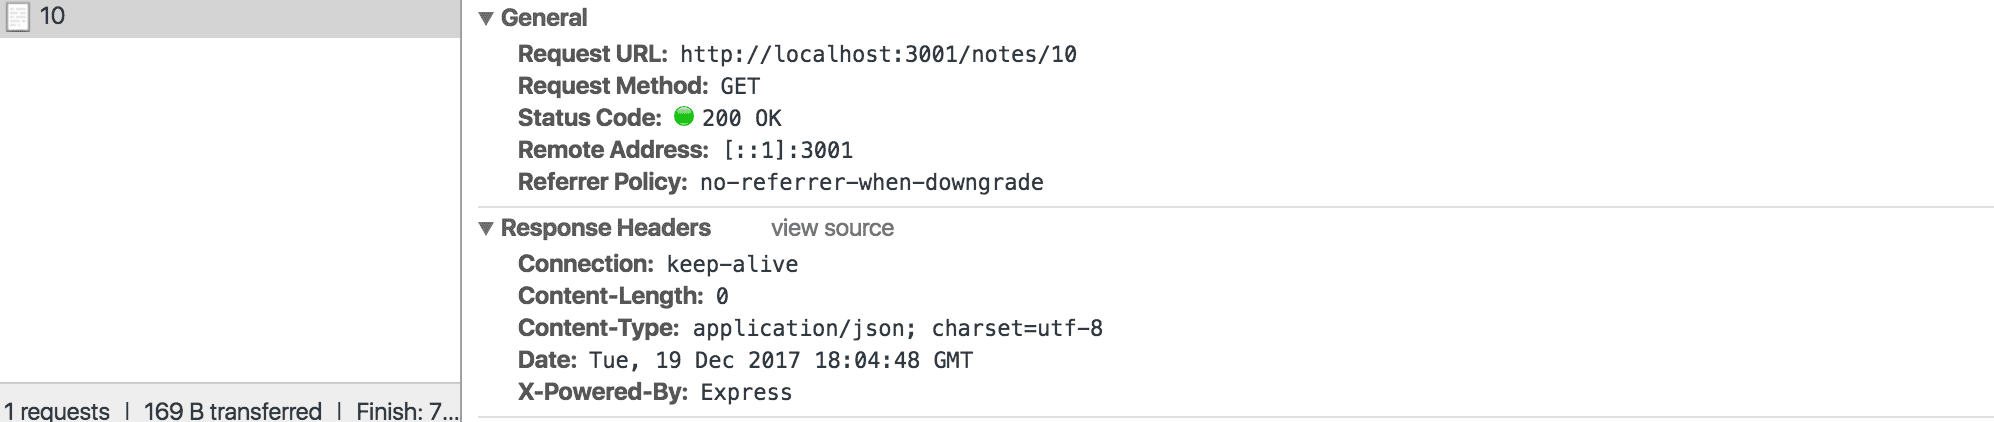 10
1 requests | 169 B transferred | Finish: 7...
General
Request URL: http://localhost:3001/notes/10
Request Method: GET
Status Code: 200 OK
Remote Address: [::1]:3001
Referrer Policy: no-referrer-when-downgrade
Response Headers view source
Connection: keep-alive
Content-Length: 0
Content-Type: application/json; charset=utf-8
Date: Tue, 19 Dec 2017 18:04:48 GMT
X-Powered-By: Express